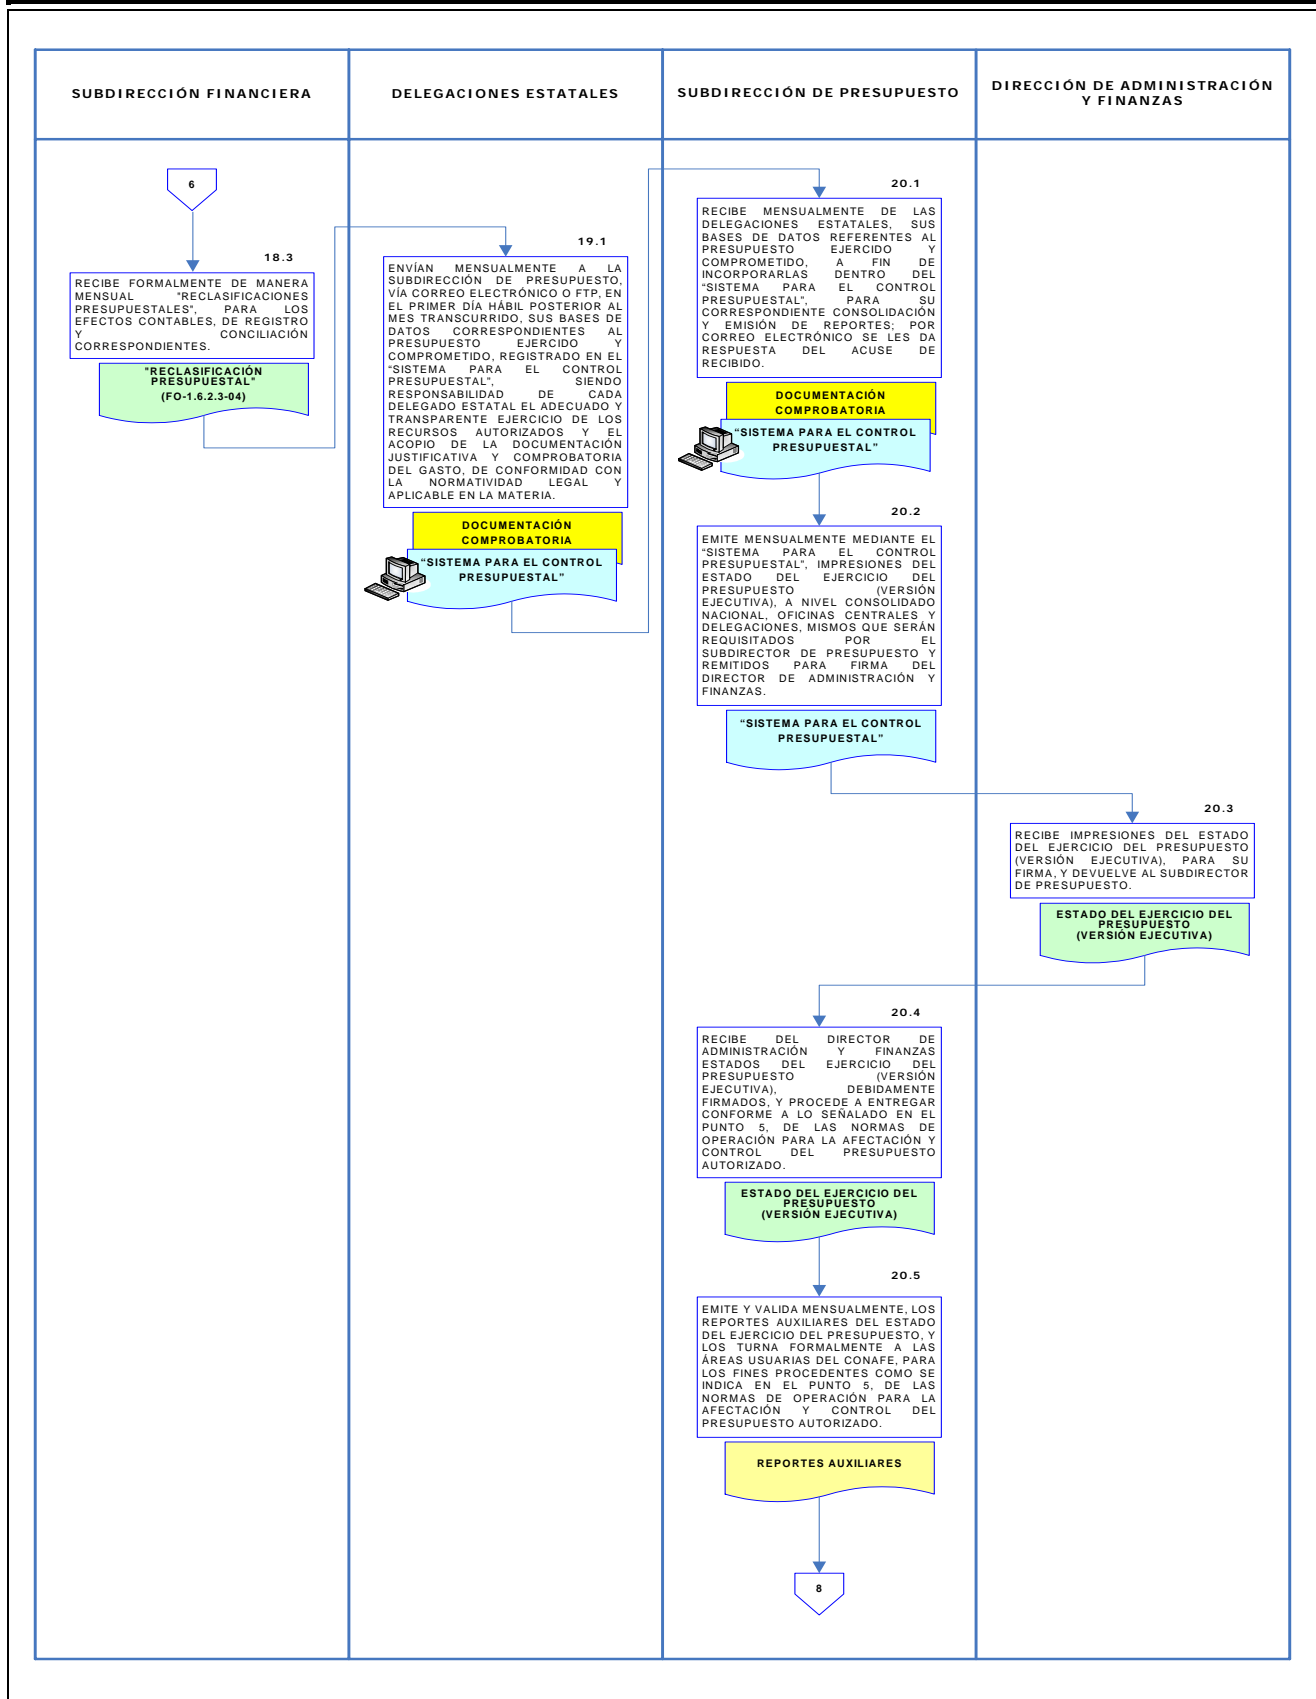 SUBDIRECCIÓN FINANCIERA
DELEGACIONES ESTATALES
SUBDIRECCIÓN DE PRESUPUESTO
DIRECCIÓN DE ADMINISTRACIÓN
Y FINANZAS
6
18.3
RECIBE FORMALMENTE DE MANERA
MENSUAL "RECLASIFICACIONES
PRESUPUESTALES", PARA LOS
EFECTOS CONTABLES, DE REGISTRO
Y CONCILIACIÓN
CORRESPONDIENTES.
"RECLASIFICACIÓN
PRESUPUESTAL"
(FO-1.6.2.3-04)
19.1
ENVÍAN MENSUALMENTE A LA
SUBDIRECCIÓN DE PRESUPUESTO,
VÍA CORREO ELECTRÓNICO O FTP, EN
EL PRIMER DÍA HÁBIL POSTERIOR AL
MES TRANSCURRIDO, SUS BASES DE
DATOS CORRESPONDIENTES AL
PRESUPUESTO EJERCIDO Y
COMPROMETIDO, REGISTRADO EN EL
“SISTEMA PARA EL CONTROL
PRESUPUESTAL”, SIENDO
RESPONSABILIDAD DE CADA
DELEGADO ESTATAL EL ADECUADO Y
TRANSPARENTE EJERCICIO DE LOS
RECURSOS AUTORIZADOS Y EL
ACOPIO DE LA DOCUMENTACIÓN
JUSTIFICATIVA Y COMPROBATORIA
DEL GASTO, DE CONFORMIDAD CON
LA NORMATIVIDAD LEGAL Y
APLICABLE EN LA MATERIA.
DOCUMENTACIÓN
COMPROBATORIA
“SISTEMA PARA EL CONTROL
PRESUPUESTAL”
20.1
RECIBE MENSUALMENTE DE LAS
DELEGACIONES ESTATALES, SUS
BASES DE DATOS REFERENTES AL
PRESUPUESTO EJERCIDO Y
COMPROMETIDO, A FIN DE
INCORPORARLAS DENTRO DEL
“SISTEMA PARA EL CONTROL
PRESUPUESTAL”, PARA SU
CORRESPONDIENTE CONSOLIDACIÓN
Y EMISIÓN DE REPORTES; POR
CORREO ELECTRÓNICO SE LES DA
RESPUESTA DEL ACUSE DE
RECIBIDO.
DOCUMENTACIÓN
COMPROBATORIA
“SISTEMA PARA EL CONTROL
PRESUPUESTAL”
20.2
EMITE MENSUALMENTE MEDIANTE EL
“SISTEMA PARA EL CONTROL
PRESUPUESTAL”, IMPRESIONES DEL
ESTADO DEL EJERCICIO DEL
PRESUPUESTO (VERSIÓN
EJECUTIVA), A NIVEL CONSOLIDADO
NACIONAL, OFICINAS CENTRALES Y
DELEGACIONES, MISMOS QUE SERÁN
REQUISITADOS POR EL
SUBDIRECTOR DE PRESUPUESTO Y
REMITIDOS PARA FIRMA DEL
DIRECTOR DE ADMINISTRACIÓN Y
FINANZAS.
“SISTEMA PARA EL CONTROL
PRESUPUESTAL”
20.3
RECIBE IMPRESIONES DEL ESTADO
DEL EJERCICIO DEL PRESUPUESTO
(VERSIÓN EJECUTIVA), PARA SU
FIRMA, Y DEVUELVE AL SUBDIRECTOR
DE PRESUPUESTO.
ESTADO DEL EJERCICIO DEL
PRESUPUESTO
(VERSIÓN EJECUTIVA)
20.4
RECIBE DEL DIRECTOR DE
ADMINISTRACIÓN Y FINANZAS
ESTADOS DEL EJERCICIO DEL
PRESUPUESTO (VERSIÓN
EJECUTIVA), DEBIDAMENTE
FIRMADOS, Y PROCEDE A ENTREGAR
CONFORME A LO SEÑALADO EN EL
PUNTO 5, DE LAS NORMAS DE
OPERACIÓN PARA LA AFECTACIÓN Y
CONTROL DEL PRESUPUESTO
AUTORIZADO.
ESTADO DEL EJERCICIO DEL
PRESUPUESTO
(VERSIÓN EJECUTIVA)
20.5
EMITE Y VALIDA MENSUALMENTE, LOS
REPORTES AUXILIARES DEL ESTADO
DEL EJERCICIO DEL PRESUPUESTO, Y
LOS TURNA FORMALMENTE A LAS
ÁREAS USUARIAS DEL CONAFE, PARA
LOS FINES PROCEDENTES COMO SE
INDICA EN EL PUNTO 5, DE LAS
NORMAS DE OPERACIÓN PARA LA
AFECTACIÓN Y CONTROL DEL
PRESUPUESTO AUTORIZADO.
REPORTES AUXILIARES
8